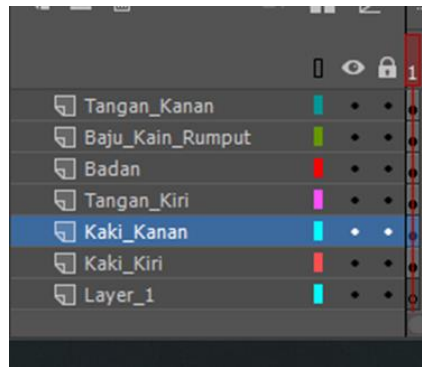 1
Tangan_Kanan
Baju_Kain_Rumput
Badan
Tangan_Kiri
Kaki_Kanan
Kaki_Kiri
Layer_1